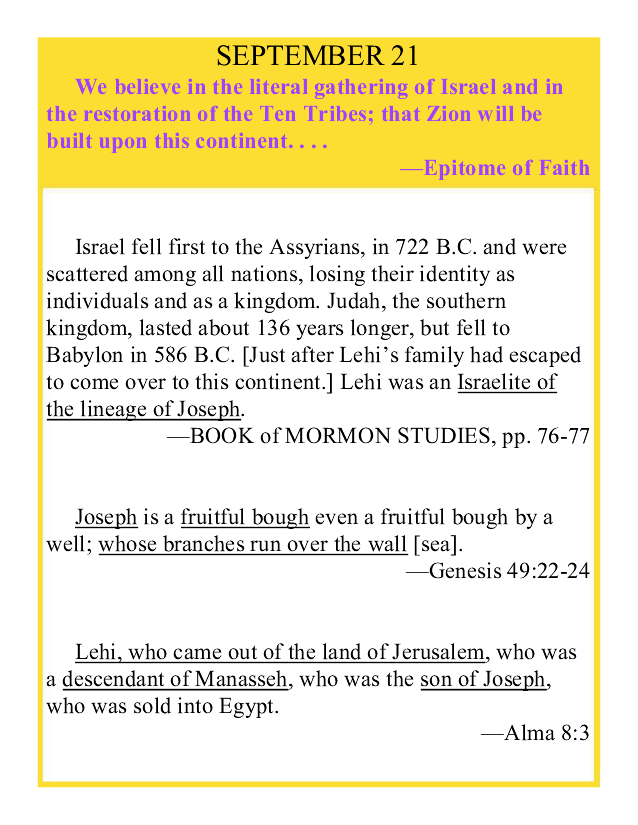 SEPTEMBER 21
We believe in the literal gathering of Israel and in
the restoration of the Ten Tribes; that Zion will be
built upon this continent. . . .
—Epitome of Faith
Israel fell first to the Assyrians, in 722 B.C. and were
scattered among all nations, losing their identity as
individuals and as a kingdom. Judah, the southern
kingdom, lasted about 136 years longer, but fell to
Babylon in 586 B.C. [Just after Lehi’s family had escaped
to come over to this continent.] Lehi was an Israelite of
the lineage of Joseph.
—BOOK of MORMON STUDIES, pp. 76-77
Joseph is a fruitful bough even a fruitful bough by a
well; whose branches run over the wall [sea].
—Genesis 49:22-24
Lehi, who came out of the land of Jerusalem, who was
a descendant of Manasseh, who was the son of Joseph,
who was sold into Egypt.
—Alma 8:3